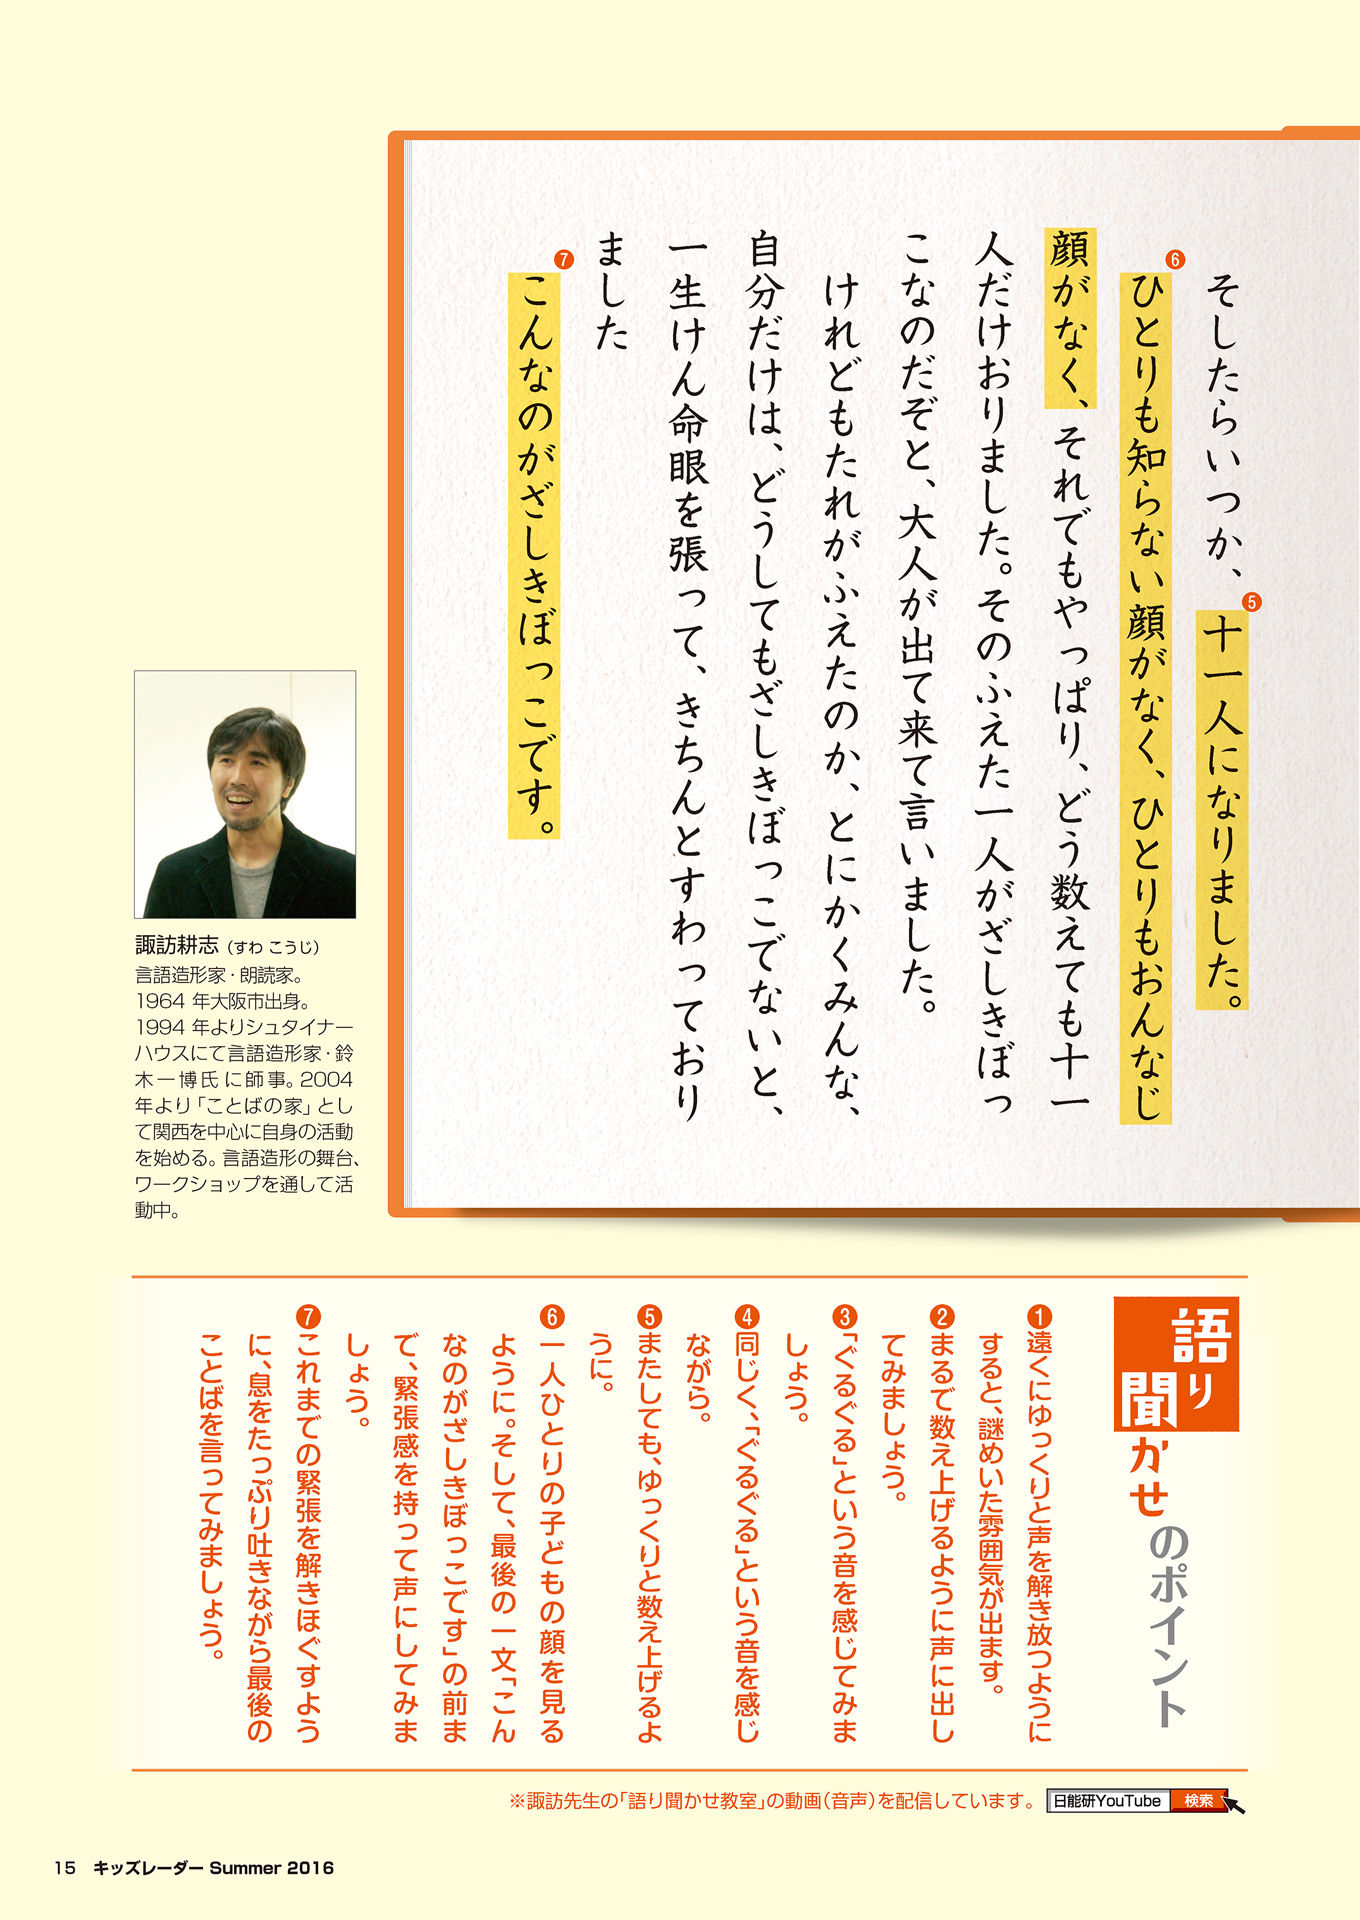 そしたらいつか、⑤十一人になりました。
⑥ひとりも知らない顔がなく、ひとりもおんなじ
顔がなく、それでもやっぱり、どう数えても十一
人だけおりました。そのふえた一人がざしきぼっ
こなのだぞと、大人が出て来て言いました。
けれどもたれがふえたのか、とにかくみんな、
自分だけは、どうしてもざしきぼっこでないと、
一生けん命眼を張って、きちんとすわっており
ました
⑦こんなのがざしきぼっこです。
諏訪耕志（すわ こうじ）
言語造形家・朗読家。
1964 年大阪市出身。
1994 年よりシュタイナー
ハウスにて言語造形家・鈴
木一博氏に師事。2004
年より「ことばの家」とし
て関西を中心に自身の活動
を始める。言語造形の舞台、
ワークショップを通して活
動中。
語り聞かせのポイント
❶遠くにゆっくりと声を解き放つように
すると、謎めいた雰囲気が出ます。
❷まるで数え上げるように声に出し
てみましょう。
❸「ぐるぐる」という音を感じてみま
しょう。
❹同じく、「ぐるぐる」という音を感じ
ながら。
❺またしても、ゆっくりと数え上げるよ
うに。
❻一人ひとりの子どもの顔を見る
ように。そして、最後の一文「こん
なのがざしきぼっこです」の前ま
で、緊張感を持って声にしてみま
しょう。
❼これまでの緊張を解きほぐすよう
に、息をたっぷり吐きながら最後の
ことばを言ってみましょう。
※諏訪先生の「語り聞かせ教室」の動画（音声）を配信しています。 日能研YouTube 検索
15 キッズレーダー Summer 2016